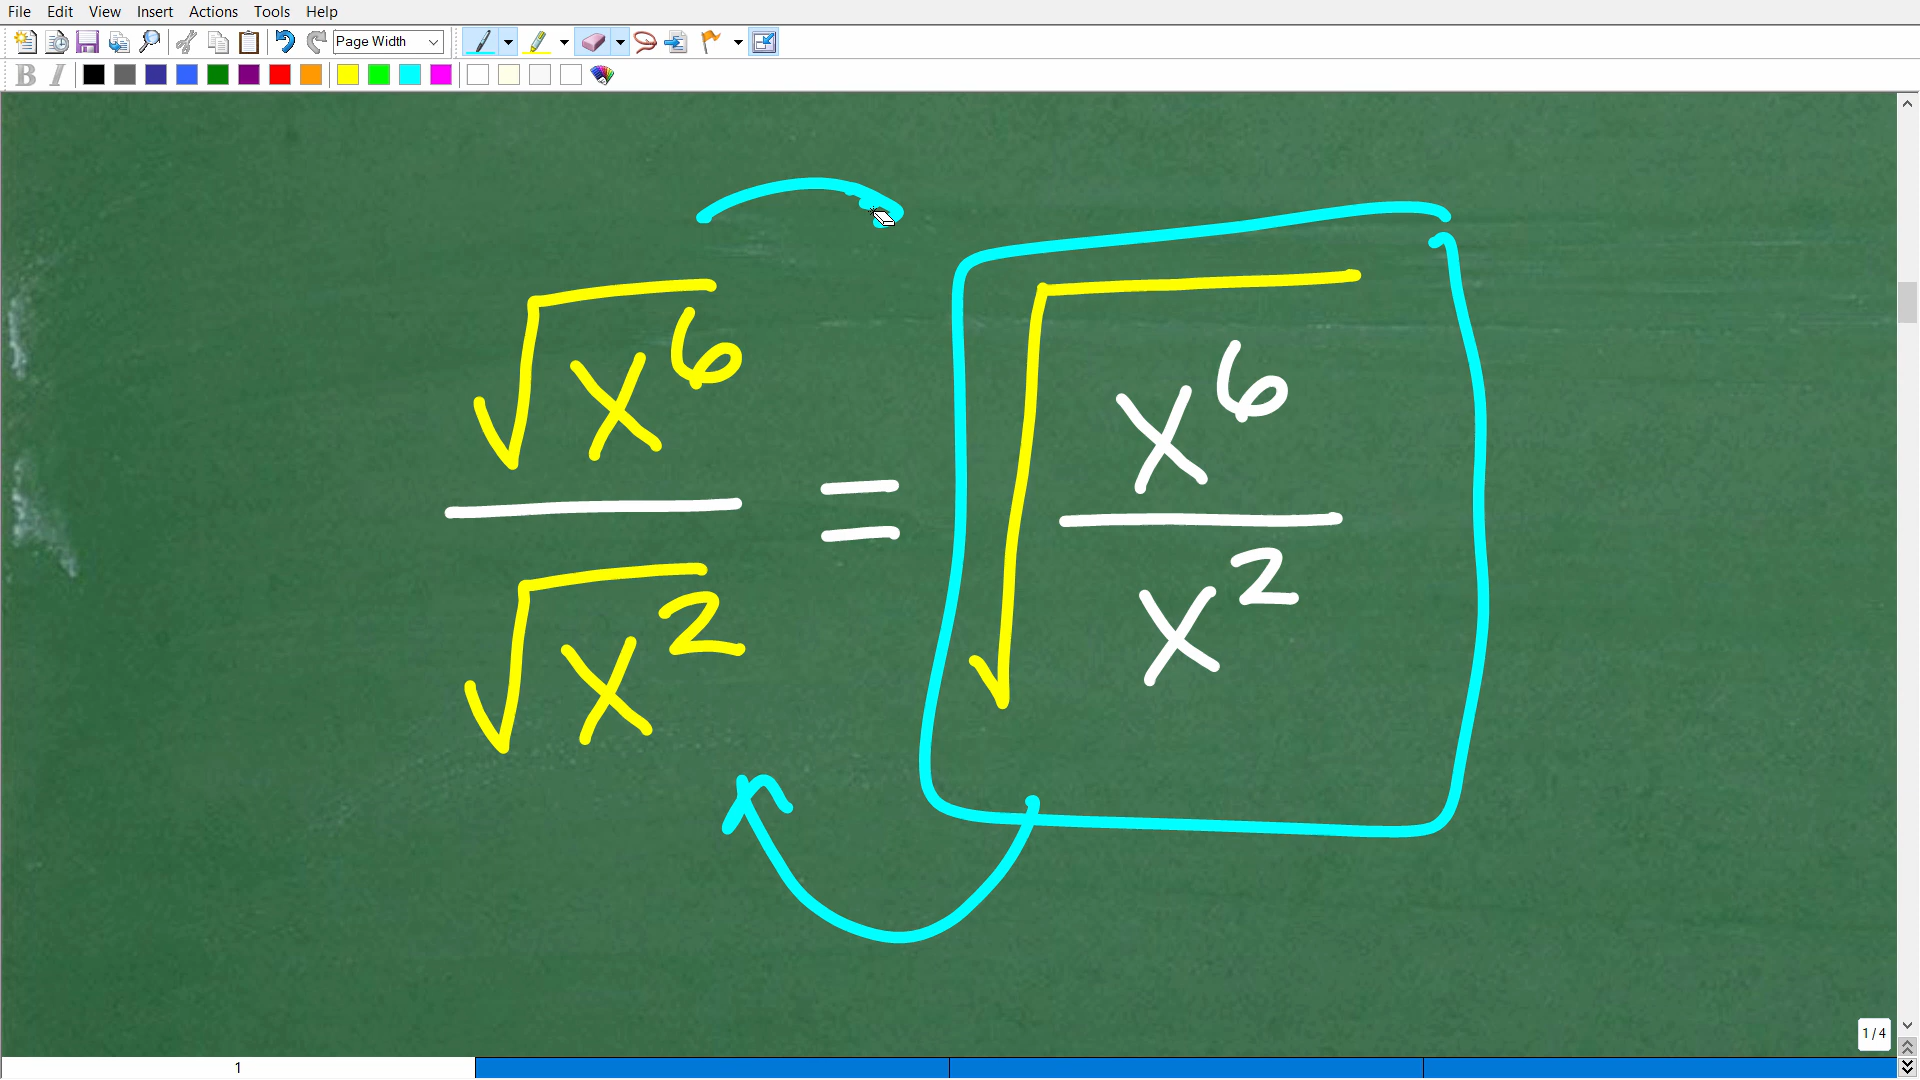 File Edit View Insert Actions Tools Help
Page Width
B I
√x⁶ / √x² = √(x⁶ / x²)
1/4
1